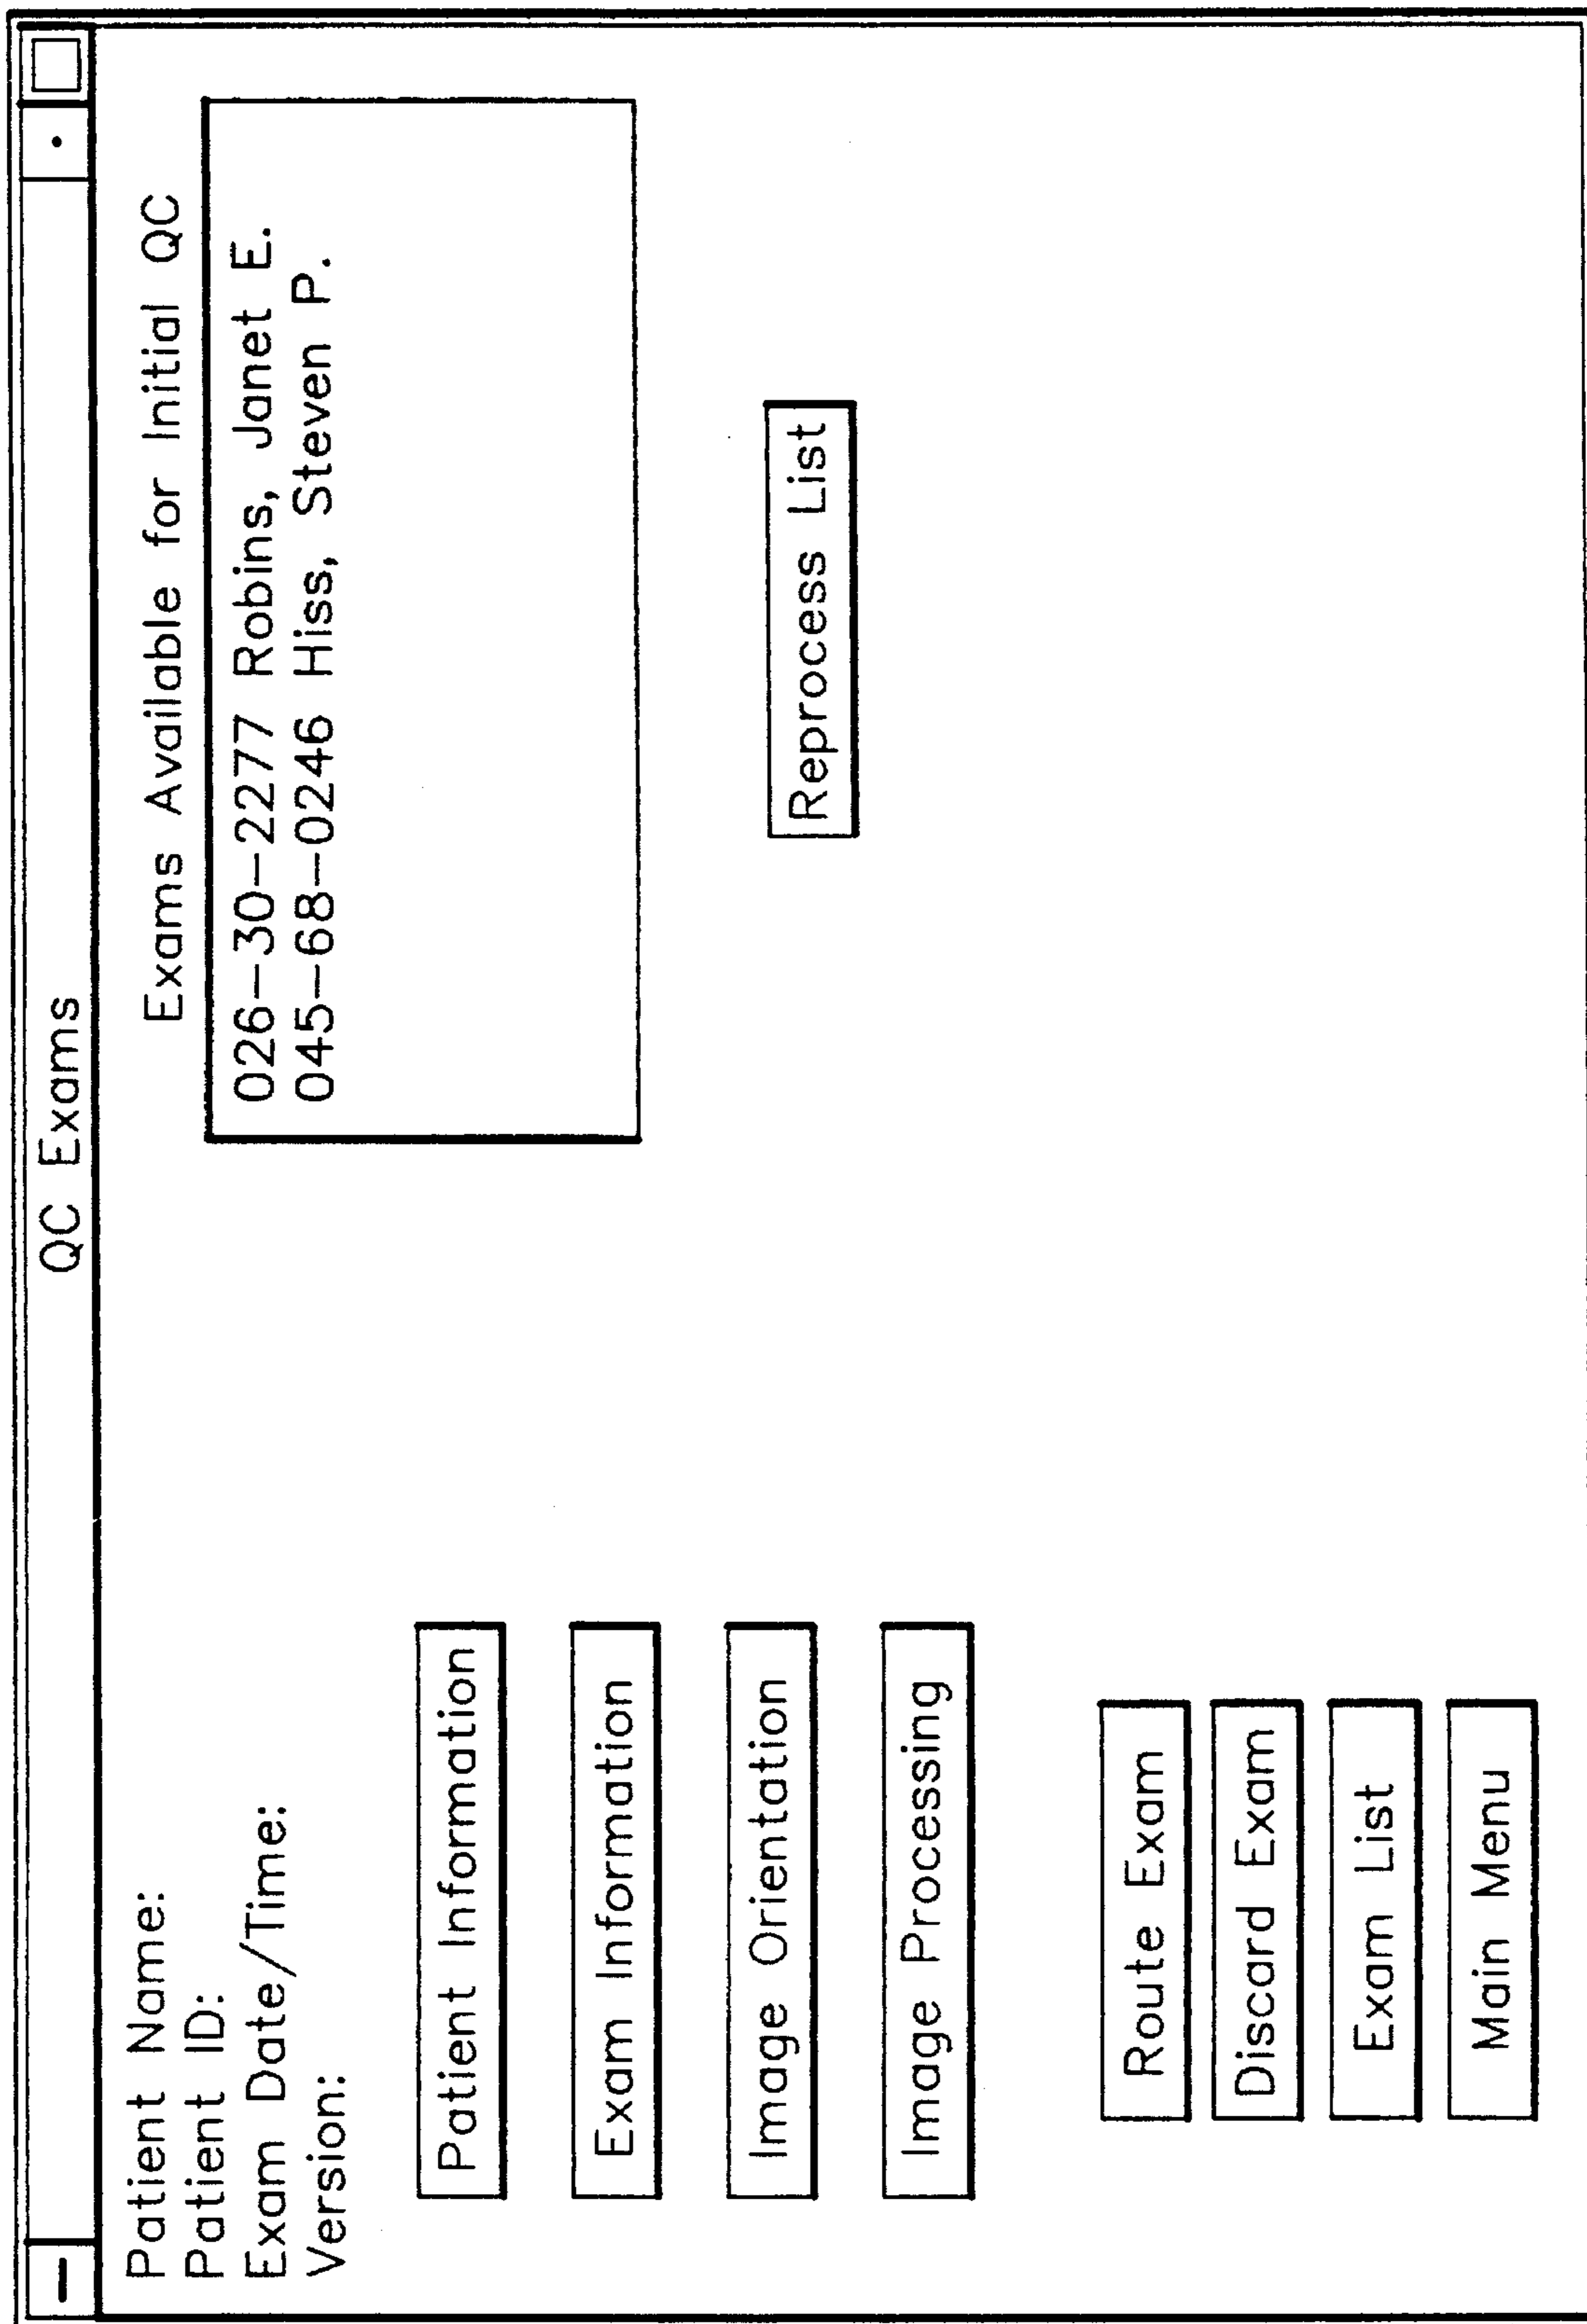 QC Exams
Patient Name:
Patient ID:
Exam Date/Time:
Version:
Exams Available for Initial QC
026-30-2277 Robins, Janet E.
045-68-0246 Hiss, Steven P.
Patient Information
Exam Information
Image Orientation
Image Processing
Reprocess List
Route Exam
Discard Exam
Exam List
Main Menu